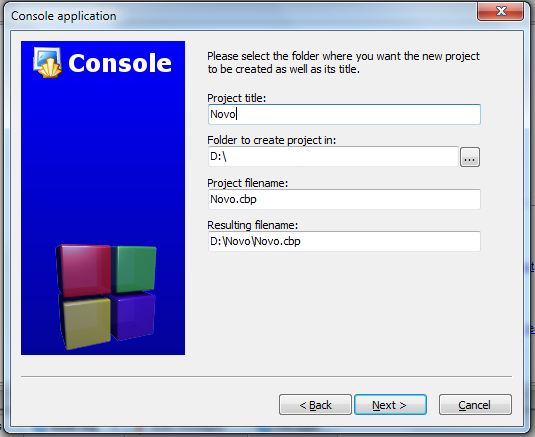 Console application
Console
Please select the folder where you want the new project
to be created as well as its title.
Project title:
Novo
Folder to create project in:
D:\
...
Project filename:
Novo.cbp
Resulting filename:
D:\Novo\Novo.cbp
< Back
Next >
Cancel